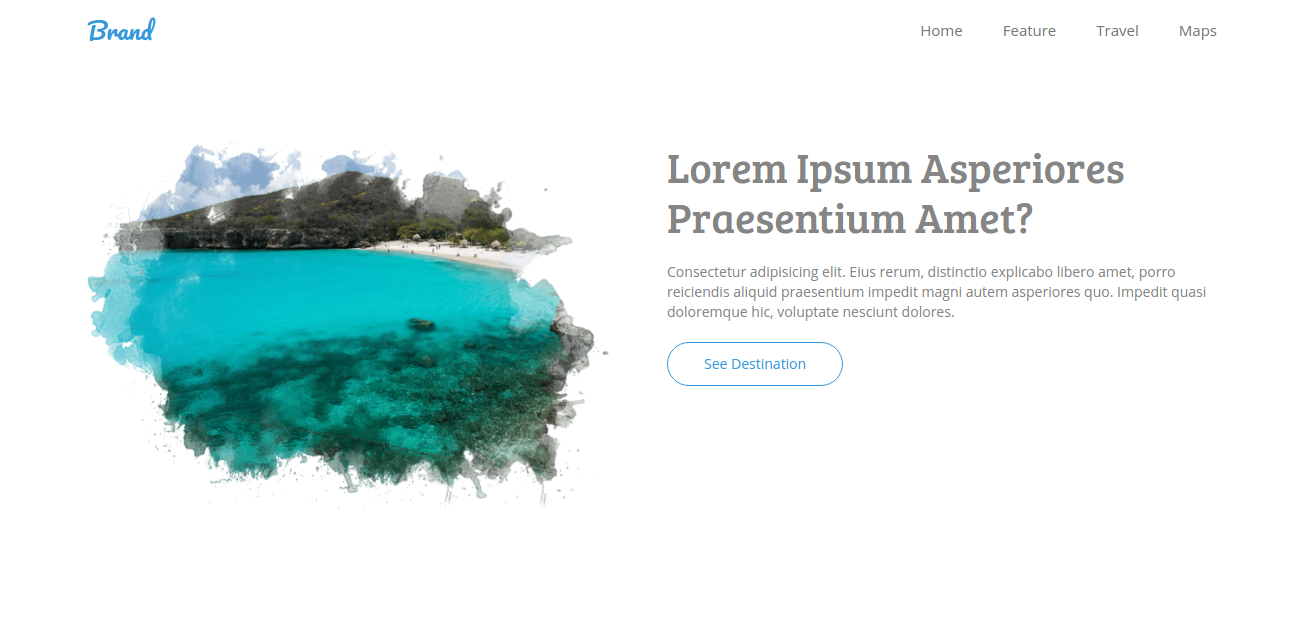 Brand
Home Feature Travel Maps
Lorem Ipsum Asperiores
Praesentium Amet?
Consectetur adipisicing elit. Eius rerum, distinctio explicabo libero amet, porro
reiciendis aliquid praesentium impedit magni autem asperiores quo. Impedit quasi
doloremque hic, voluptate nesciunt dolores.
See Destination